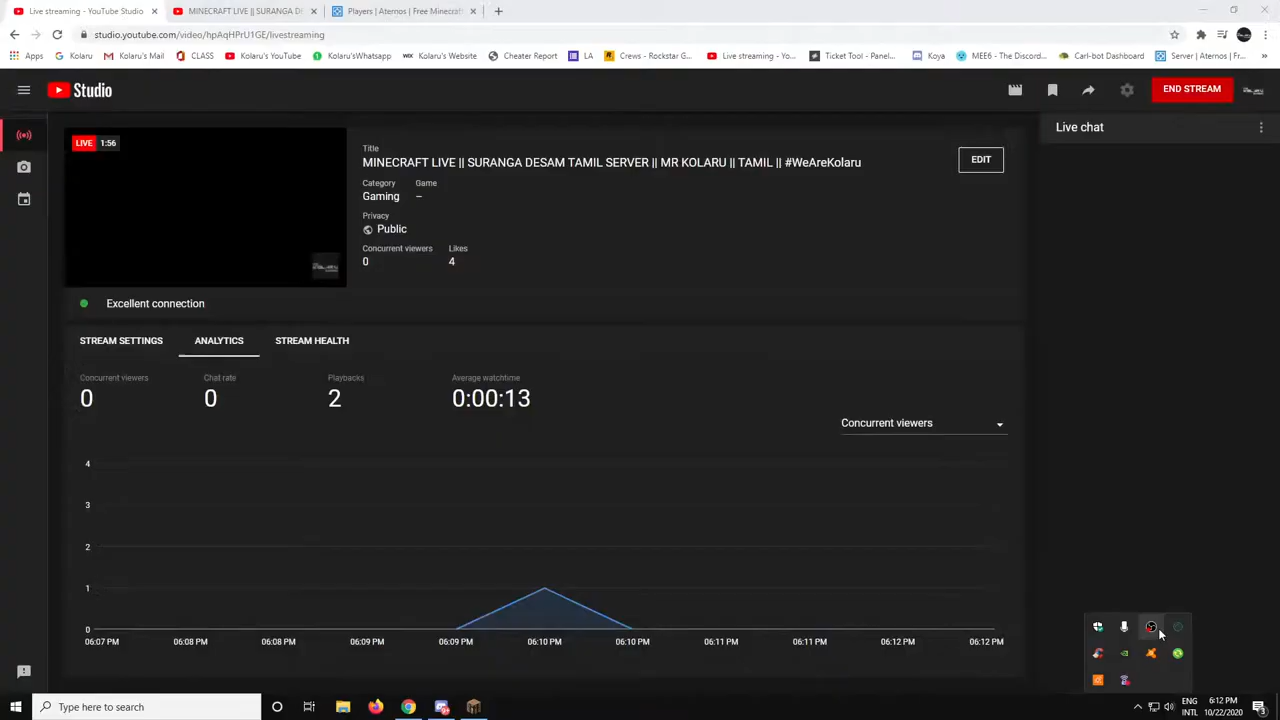 Live streaming - YouTube Studio
MINECRAFT LIVE || SURANGA DE
Players | Aternos | Free Minecraft
studio.youtube.com/video/hpAqHPrU1GE/livestreaming
Apps
Kolaru
Kolaru's Mail
CLASS
Kolaru's YouTube
Kolaru'sWhatsapp
Kolaru's Website
Cheater Report
LA
Crews - Rockstar G...
Live streaming - Yo...
Ticket Tool - Panel...
Koya
MEE6 - The Discord...
Carl-bot Dashboard
Server | Aternos | Fr...
Studio
END STREAM
LIVE 1:56
Title
MINECRAFT LIVE || SURANGA DESAM TAMIL SERVER || MR KOLARU || TAMIL || #WeAreKolaru
EDIT
Category Game
Gaming –
Privacy
Public
Concurrent viewers Likes
0 4
Live chat
Excellent connection
STREAM SETTINGS ANALYTICS STREAM HEALTH
Concurrent viewers Chat rate Playbacks Average watchtime
0 0 2 0:00:13
Concurrent viewers
4
3
2
1
0
06:07 PM 06:08 PM 06:08 PM 06:09 PM 06:09 PM 06:10 PM 06:10 PM 06:11 PM 06:11 PM 06:12 PM 06:12 PM
Type here to search
ENG
INTL
6:12 PM
10/22/2020
3